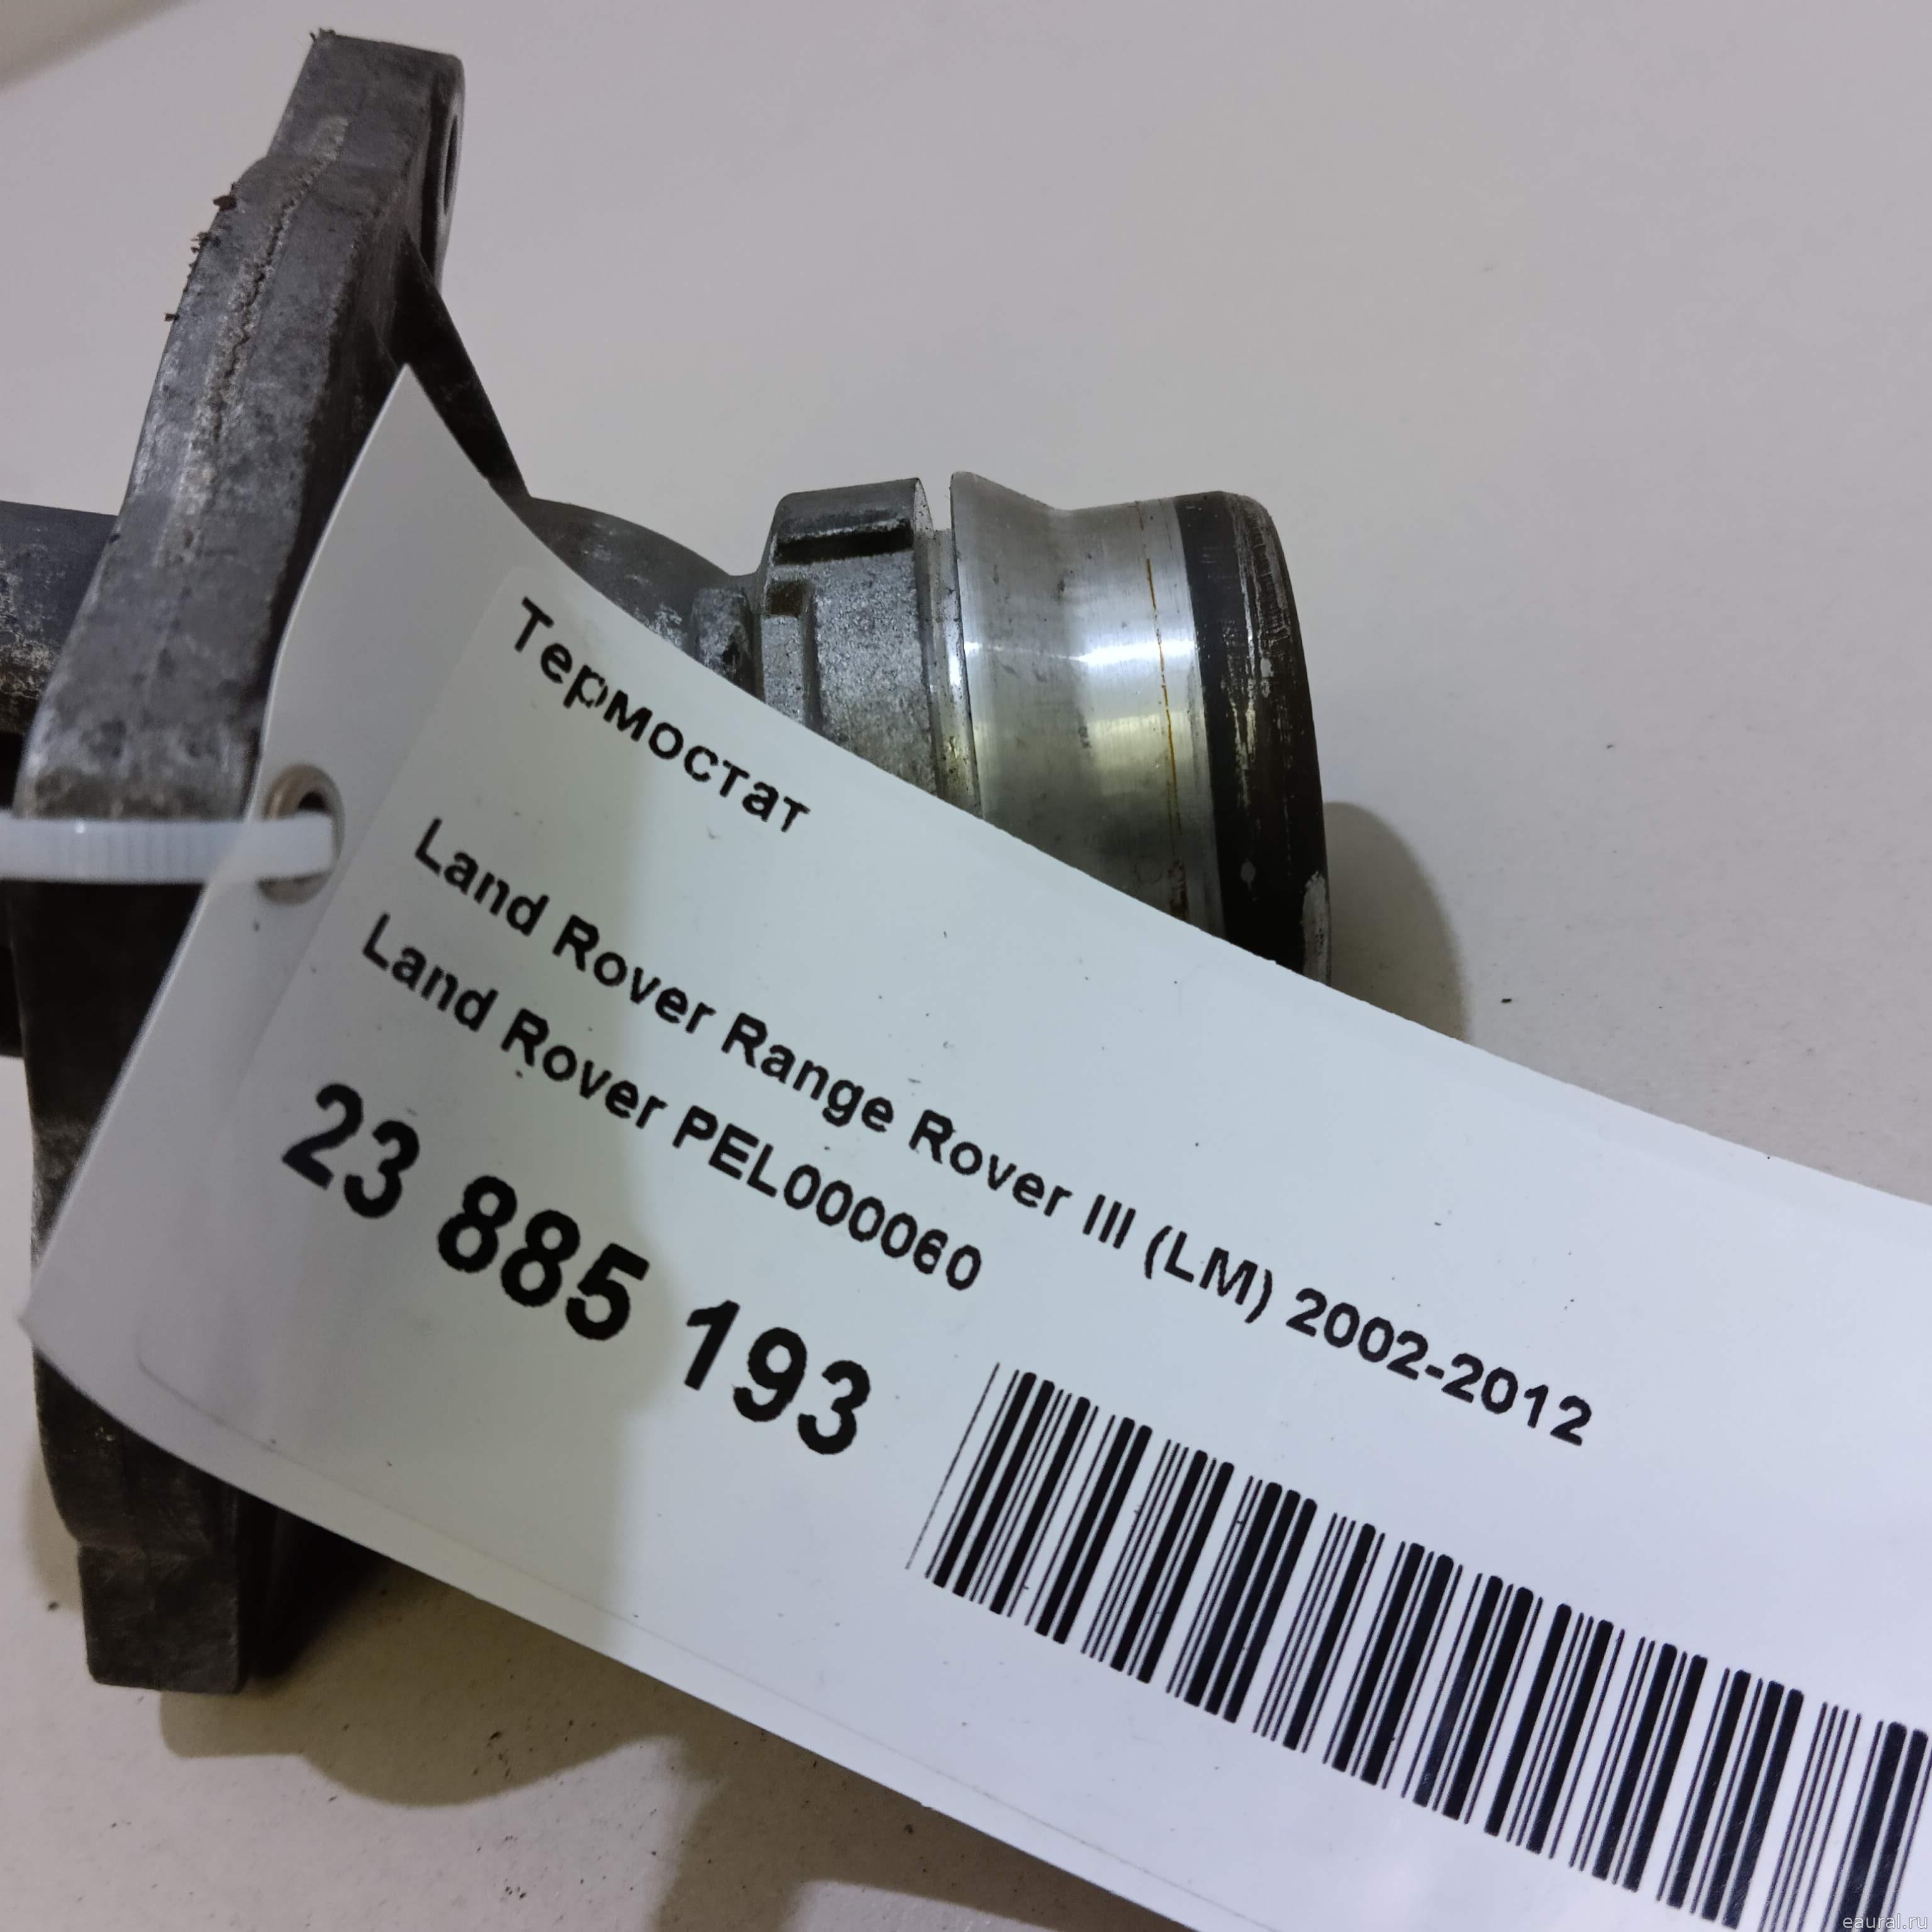 Термостат
Land Rover Range Rover III (LM) 2002-2012
Land Rover PEL000060
23 885 193
eaural.ru